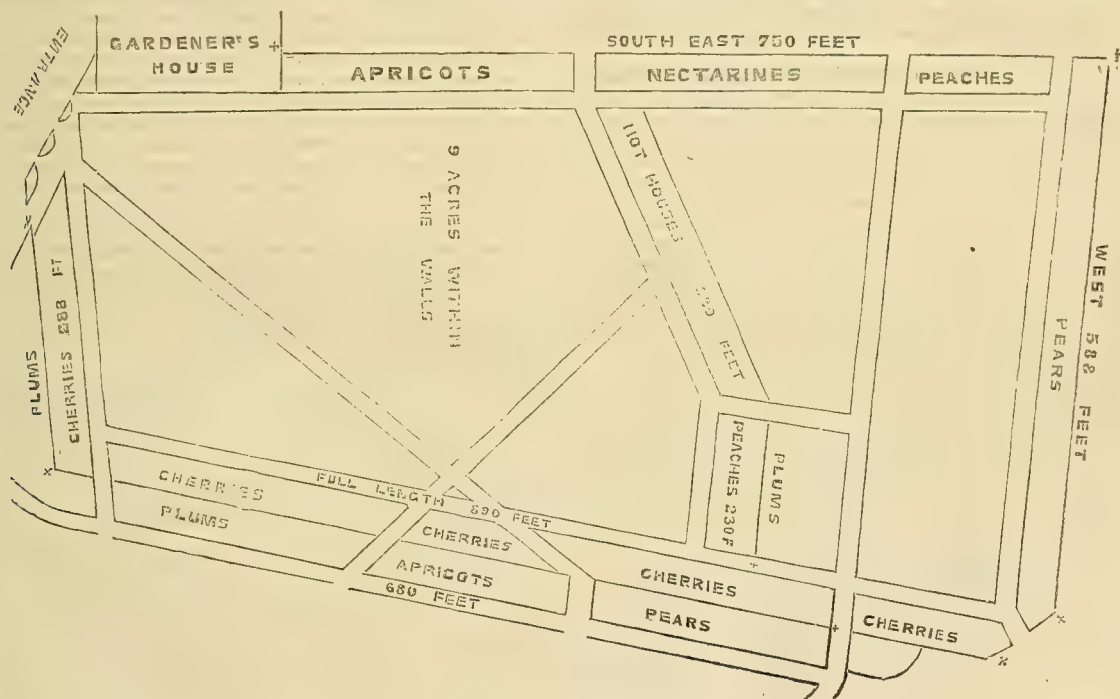 ENTRANCE
GARDENER'S
HOUSE
APRICOTS
SOUTH EAST 750 FEET
NECTARINES
PEACHES
6 ACRES WITHIN
THE WALLS
HOT HOUSES FEET
WEST 588 FEET
PEARS
PLUMS
CHERRIES 288 FT
CHERRIES
PLUMS
FULL LENGTH 890 FEET
CHERRIES
APRICOTS
680 FEET
PEACHES 230F
PLUMS
CHERRIES
PEARS
CHERRIES